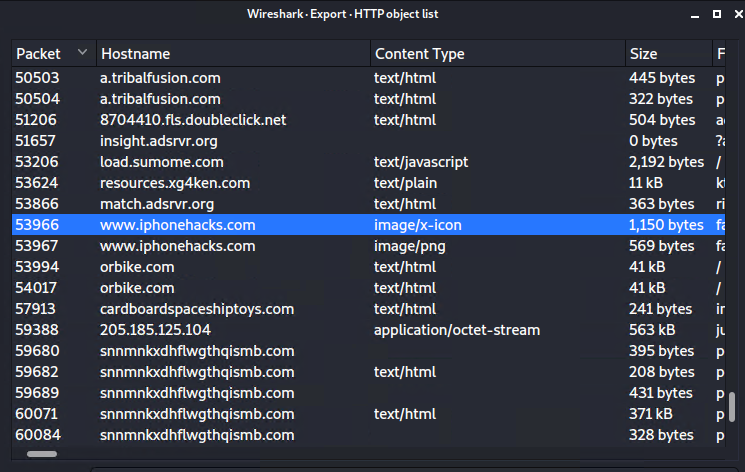 Wireshark · Export · HTTP object list
Packet Hostname Content Type Size F
50503 a.tribalfusion.com text/html 445 bytes p
50504 a.tribalfusion.com text/html 322 bytes p
51206 8704410.fls.doubleclick.net text/html 504 bytes ac
51657 insight.adsrvr.org 0 bytes ?a
53206 load.sumome.com text/javascript 2,192 bytes /
53624 resources.xg4ken.com text/plain 11 kB kt
53866 match.adsrvr.org text/html 363 bytes ri
53966 www.iphonehacks.com image/x-icon 1,150 bytes fa
53967 www.iphonehacks.com image/png 569 bytes fa
53994 orbike.com text/html 41 kB /
54017 orbike.com text/html 41 kB /
57913 cardboardspaceshiptoys.com text/html 241 bytes in
59388 205.185.125.104 application/octet-stream 563 kB ju
59680 snnmnkxdhflwgthqismb.com 395 bytes p
59682 snnmnkxdhflwgthqismb.com text/html 208 bytes p
59689 snnmnkxdhflwgthqismb.com 431 bytes p
60071 snnmnkxdhflwgthqismb.com text/html 371 kB p
60084 snnmnkxdhflwgthqismb.com 328 bytes p